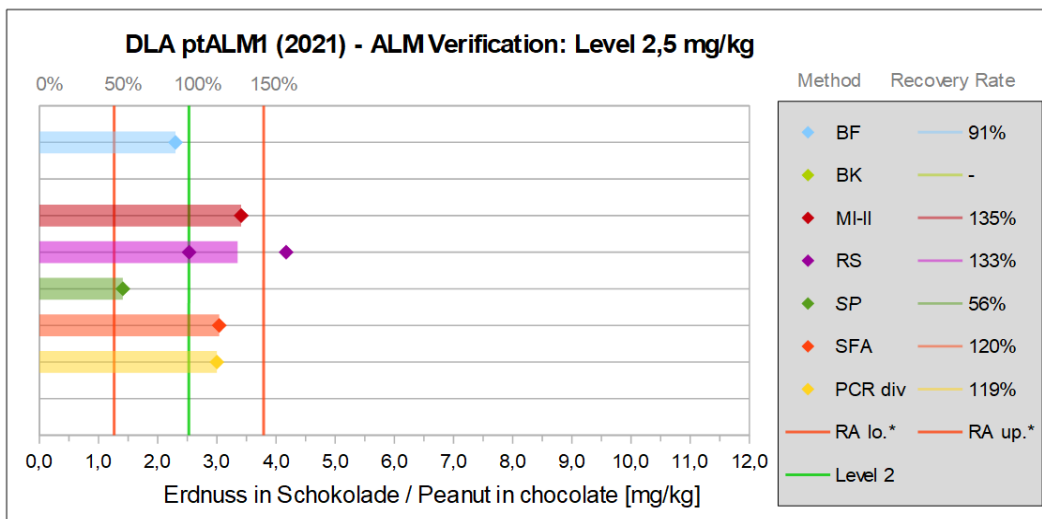 DLA ptALM1 (2021) - ALM Verification: Level 2,5 mg/kg
0% 50% 100% 150%
Method Recovery Rate
BF 91%
BK -
MI-II 135%
RS 133%
SP 56%
SFA 120%
PCR div 119%
RA lo.* RA up.*
Level 2
0,0 1,0 2,0 3,0 4,0 5,0 6,0 7,0 8,0 9,0 10,0 11,0 12,0
Erdnuss in Schokolade / Peanut in chocolate [mg/kg]